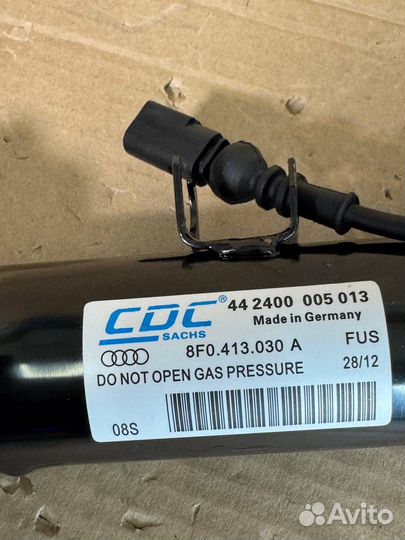 CDC®
SACHS
44 2400 005 013
Made in Germany
8F0.413.030 A
FUS
DO NOT OPEN GAS PRESSURE
28/12
08S
Avito